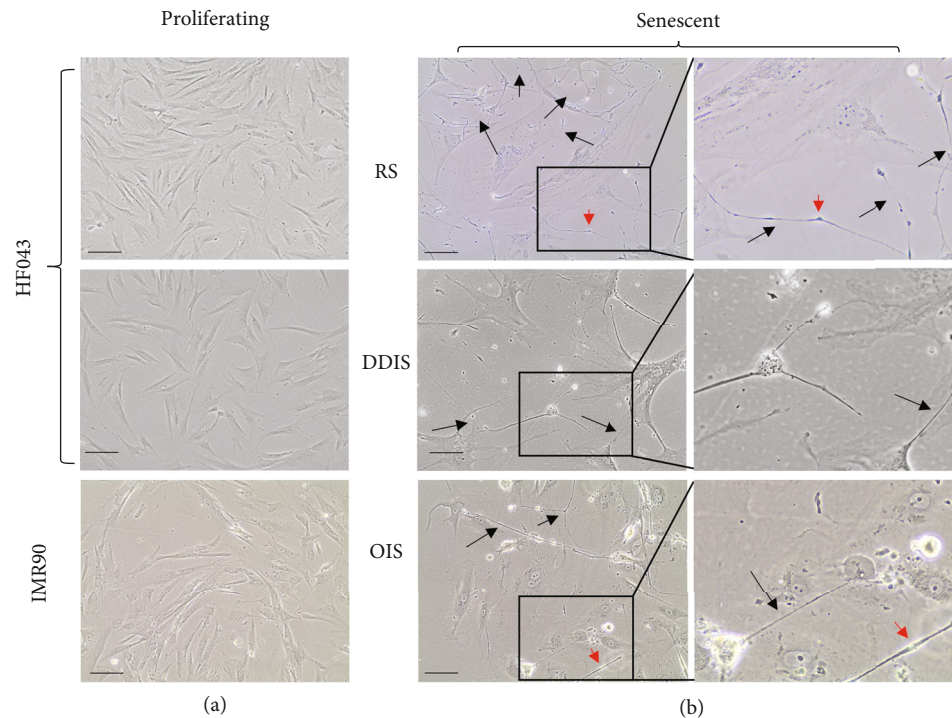 Proliferating
Senescent
HF043
RS
DDIS
IMR90
OIS
(a)
(b)